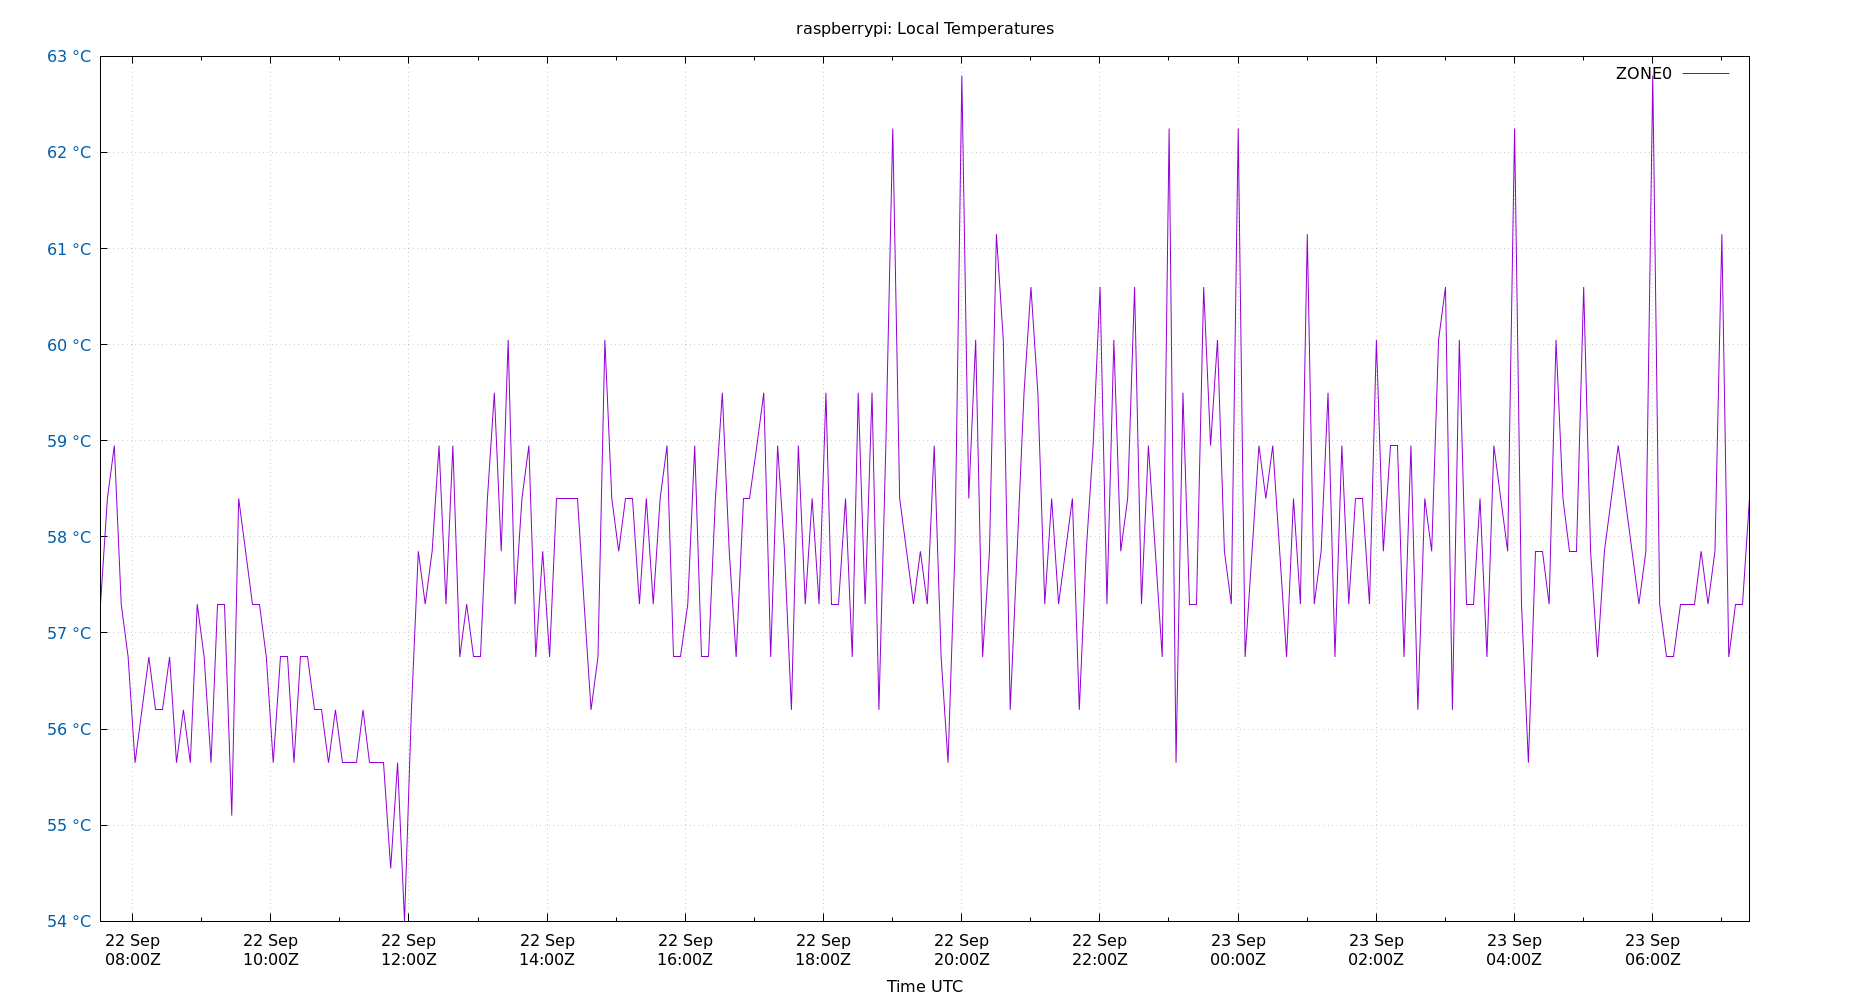 raspberrypi: Local Temperatures
63 °C
ZONE0
62 °C
61 °C
60 °C
59 °C
58 °C
57 °C
56 °C
55 °C
54 °C
22 Sep 22 Sep 22 Sep 22 Sep 22 Sep 22 Sep 22 Sep 22 Sep 23 Sep 23 Sep 23 Sep 23 Sep
08:00Z 10:00Z 12:00Z 14:00Z 16:00Z 18:00Z 20:00Z 22:00Z 00:00Z 02:00Z 04:00Z 06:00Z
Time UTC